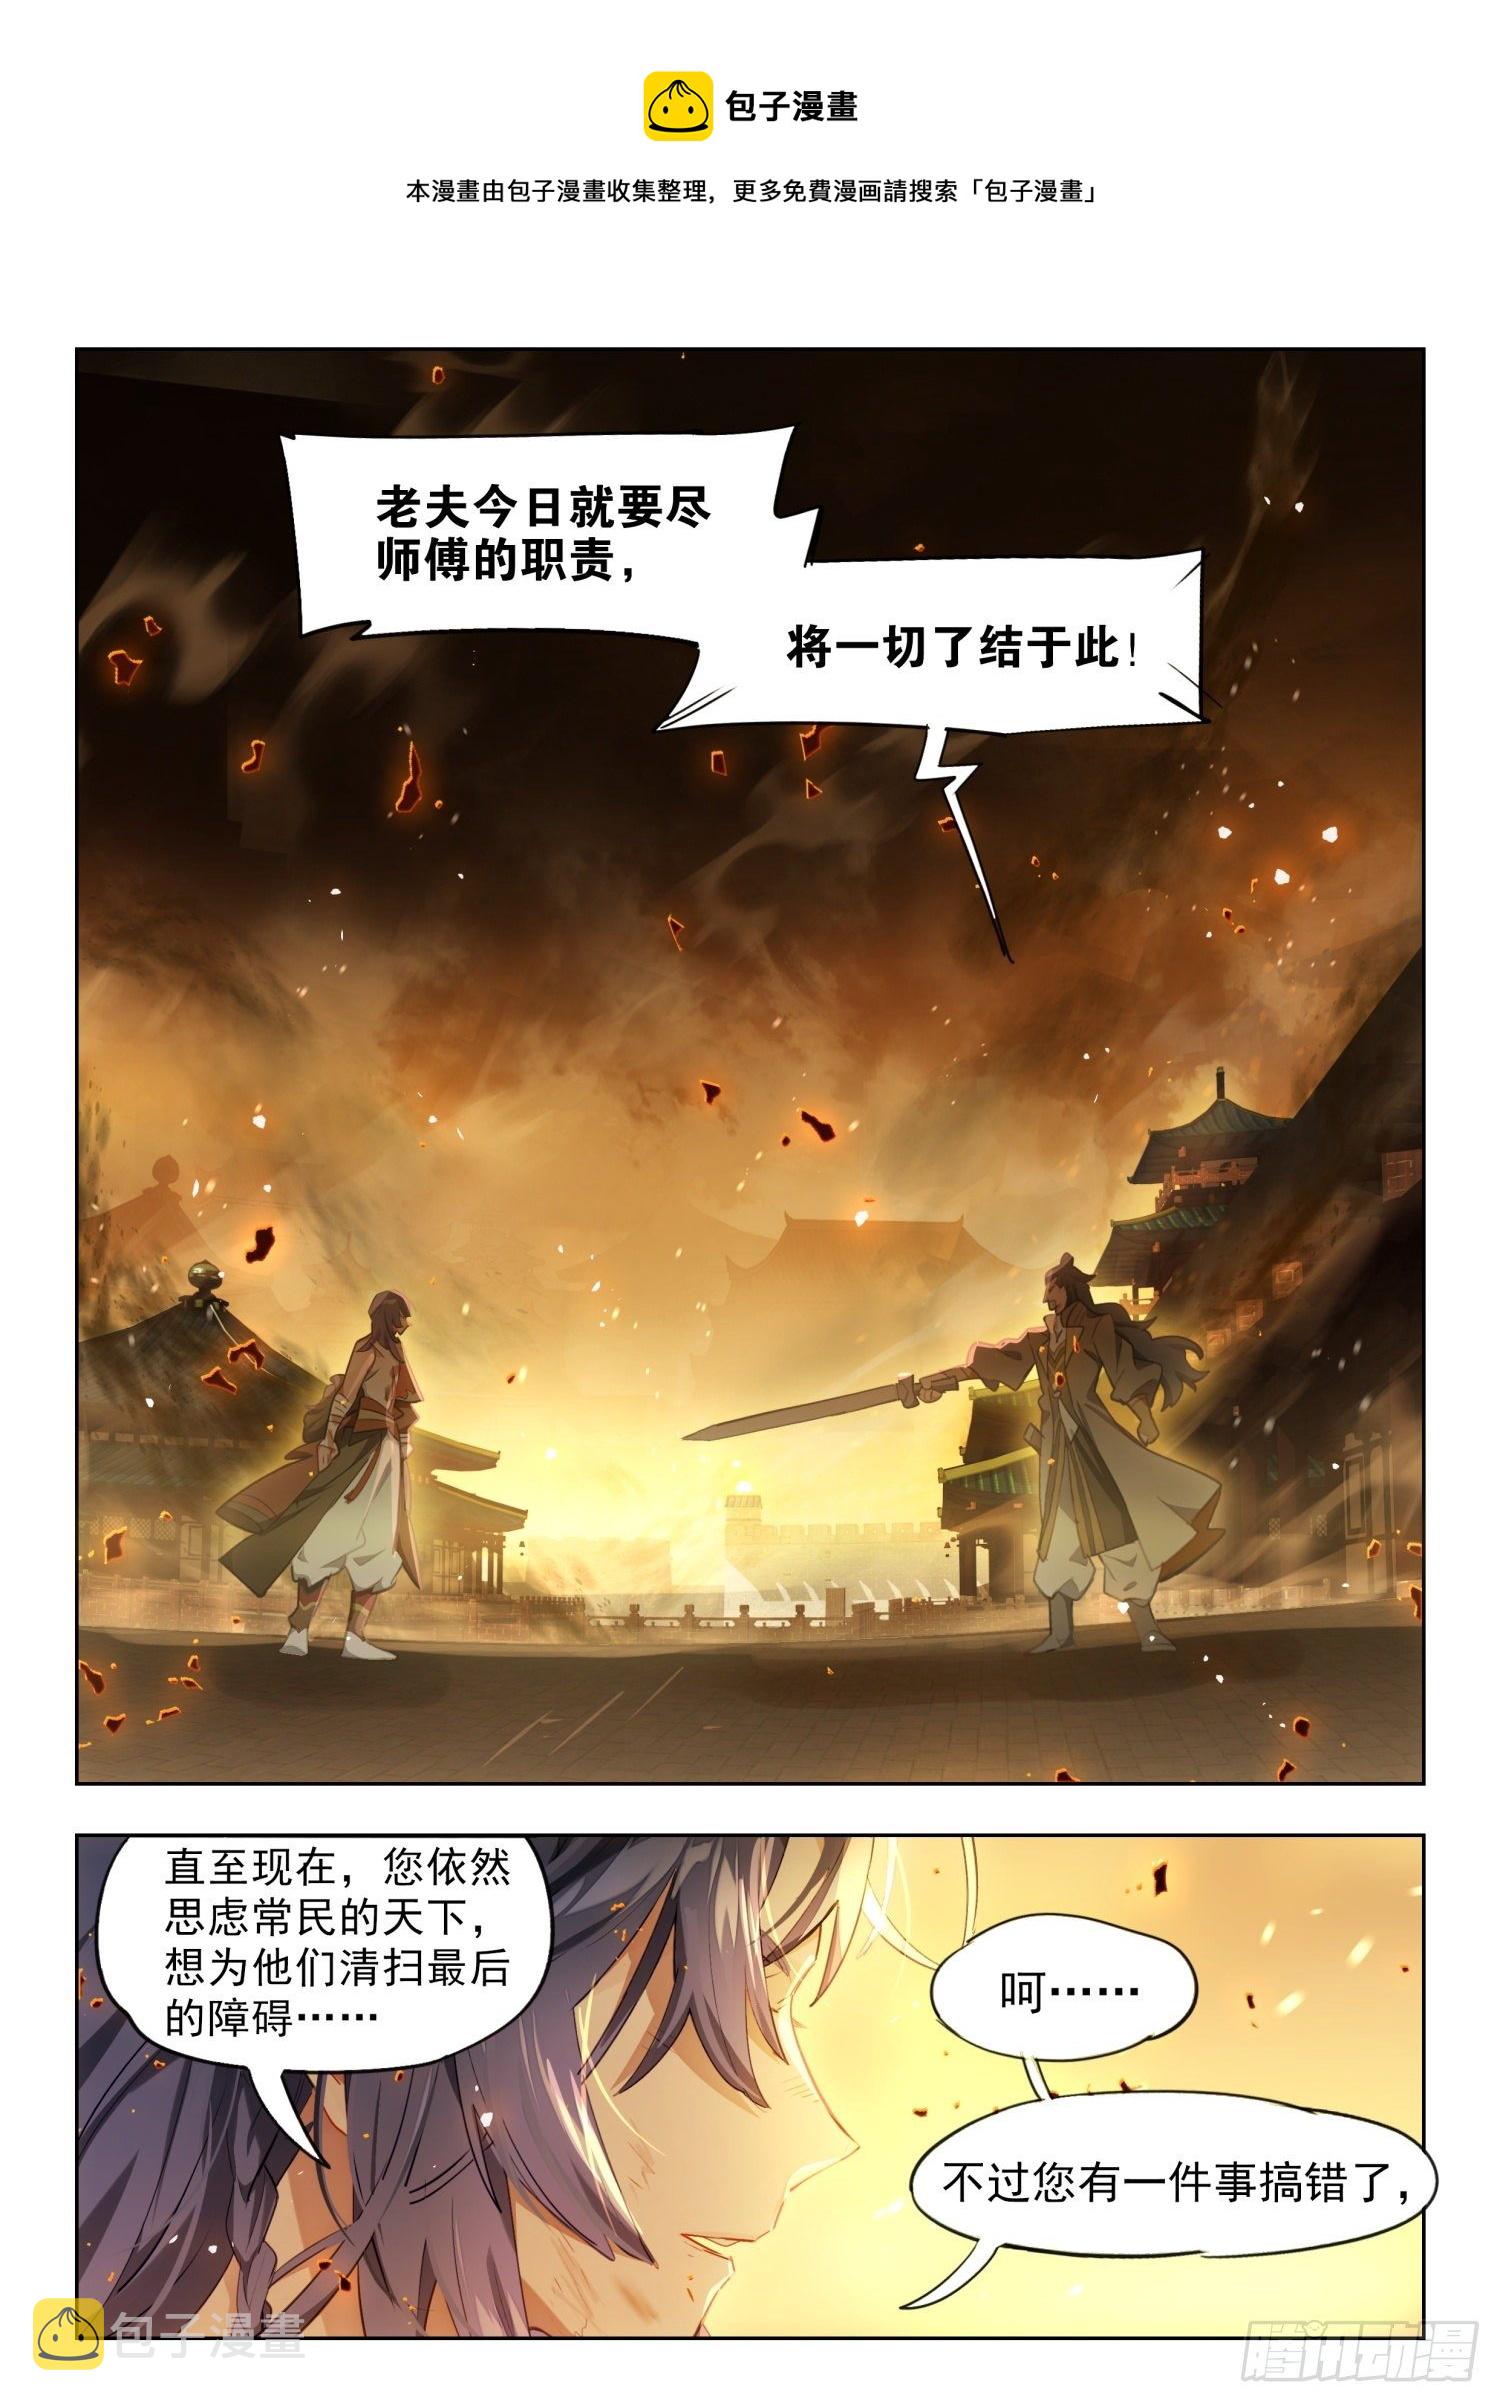 包子漫畫
本漫畫由包子漫畫收集整理，更多免費漫画請搜索「包子漫畫」
老夫今日就要尽
师傅的职责，
将一切了结于此！
直至现在，您依然
思虑常民的天下，
想为他们清扫最后
的障碍……
呵……
不过您有一件事搞错了，
包子漫畫
腾讯动漫